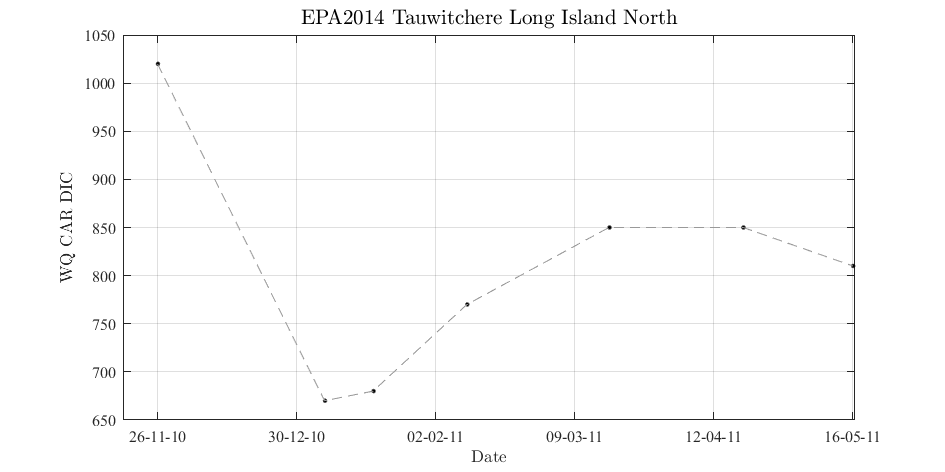 EPA2014 Tauwitchere Long Island North
1050
1000
950
900
850
800
750
700
650
WQ CAR DIC
26-11-10 30-12-10 02-02-11 09-03-11 12-04-11 16-05-11
Date